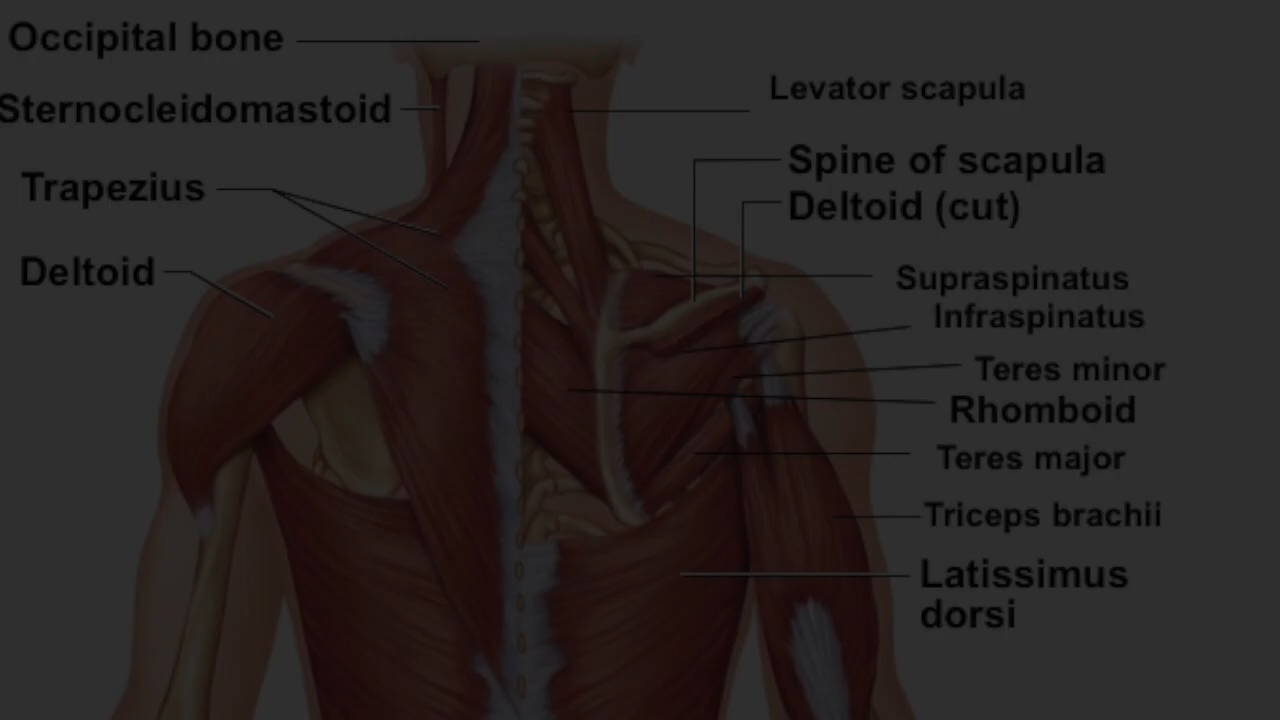 Occipital bone
Sternocleidomastoid
Trapezius
Deltoid
Levator scapula
Spine of scapula
Deltoid (cut)
Supraspinatus
Infraspinatus
Teres minor
Rhomboid
Teres major
Triceps brachii
Latissimus
dorsi